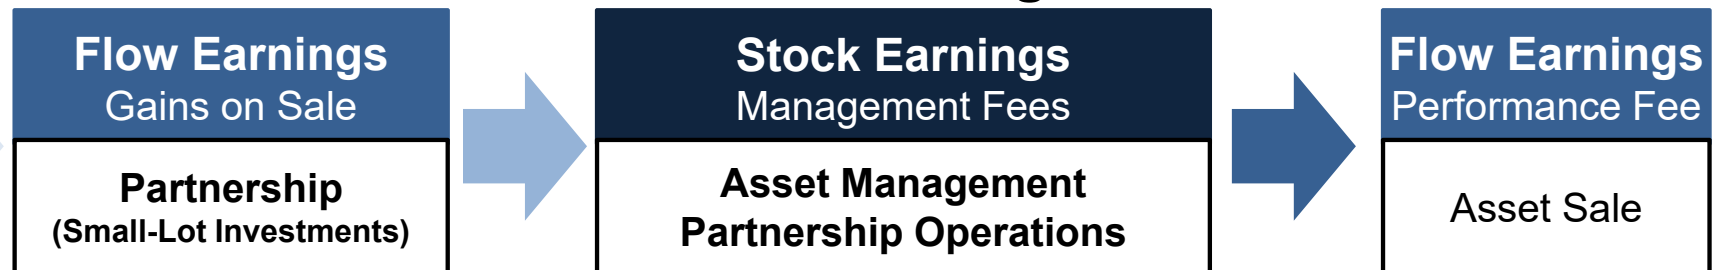 Flow Earnings
Gains on Sale
Partnership
(Small-Lot Investments)
Stock Earnings
Management Fees
Asset Management
Partnership Operations
Flow Earnings
Performance Fee
Asset Sale